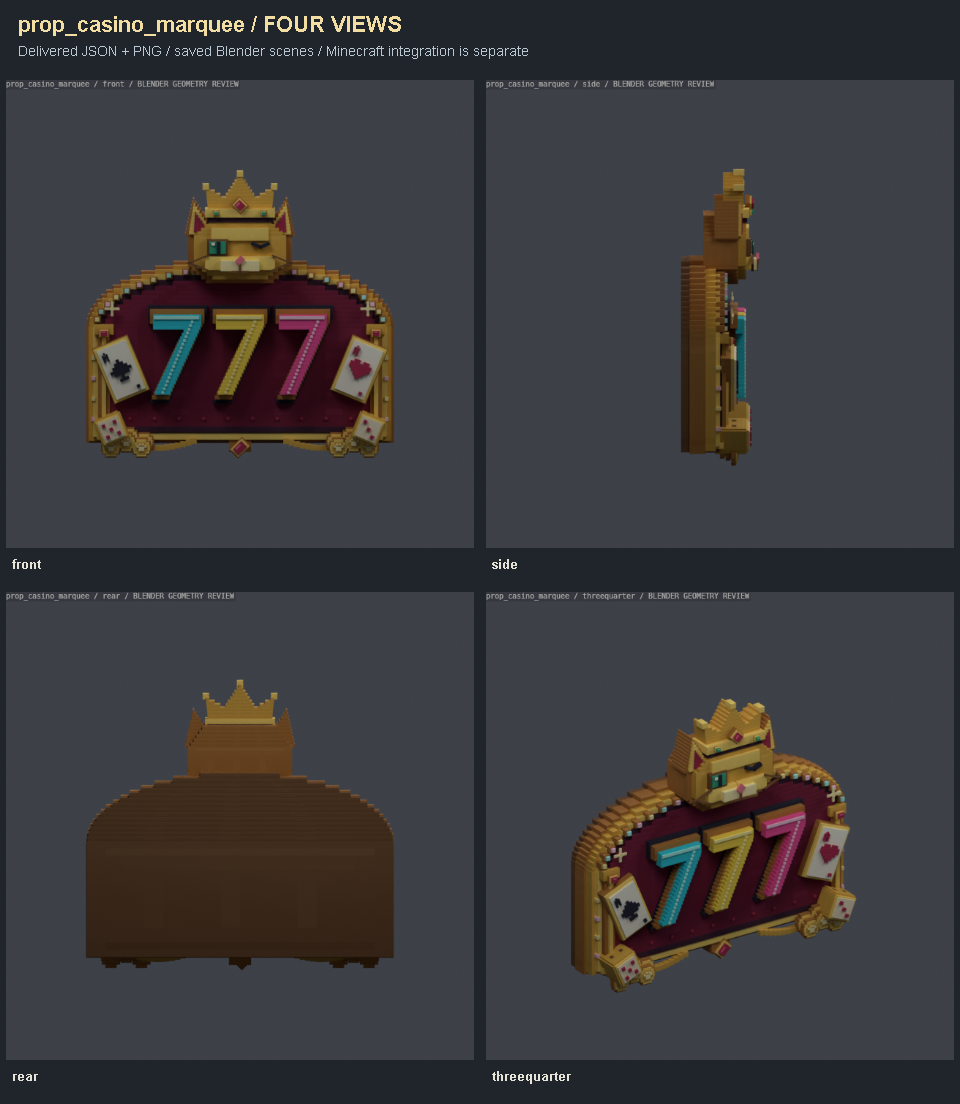 prop_casino_marquee / FOUR VIEWS
Delivered JSON + PNG / saved Blender scenes / Minecraft integration is separate
prop_casino_marquee / front / BLENDER GEOMETRY REVIEW
prop_casino_marquee / side / BLENDER GEOMETRY REVIEW
777
front
side
prop_casino_marquee / rear / BLENDER GEOMETRY REVIEW
prop_casino_marquee / threequarter / BLENDER GEOMETRY REVIEW
777
rear
threequarter